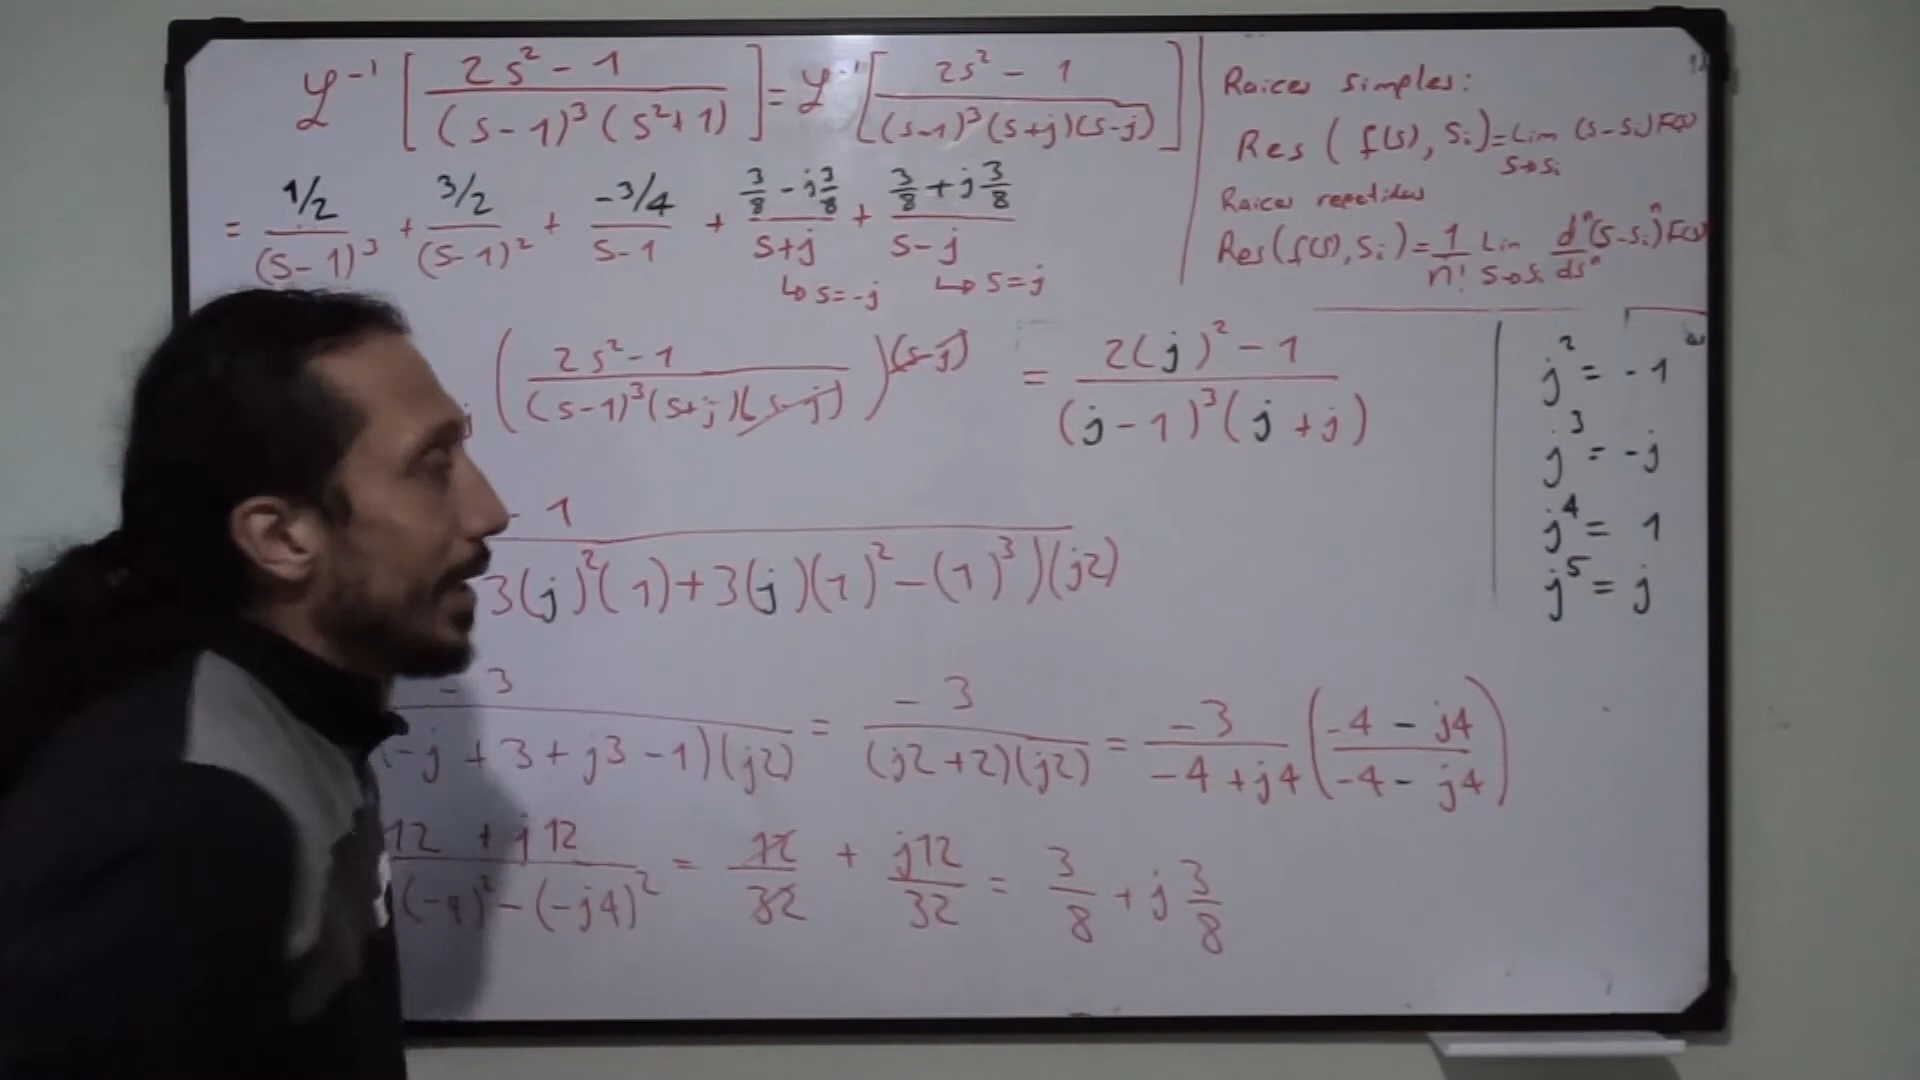 ℒ⁻¹ [ (2s² - 1) / ((s-1)³ (s²+1)) ] = ℒ⁻¹ [ (2s² - 1) / ((s-1)³ (s+j)(s-j)) ]
= (1/2) / (s-1)³ + (3/2) / (s-1)² + (-3/4) / (s-1) + (3/8 - j3/8) / (s+j) + (3/8 + j3/8) / (s-j)
↳ s=-j ↳ s=j
Raices simples:
Res ( f(s), si ) = Lim s→si (s-si) F(s)
Raices repetidas
Res ( f(s), si ) = 1/n! Lim s→si dⁿ/dsⁿ (s-si)ⁿ F(s)
j ( (2s²-1) / ((s-1)³(s+j)(s-j)) ) (s-j) = (2(j)² - 1) / ((j-1)³ (j+j))
- 1 / 3(j)²(1) + 3(j)(1)² - (1)³ )(j2)
- 3 / (-j + 3 + j3 - 1)(j2) = -3 / ((j2+2)(j2)) = -3 / (-4 + j4) ( (-4 - j4) / (-4 - j4) )
12 + j12 / (-4)² - (-j4)² = 12/32 + j12/32 = 3/8 + j 3/8
j² = -1
j³ = -j
j⁴ = 1
j⁵ = j